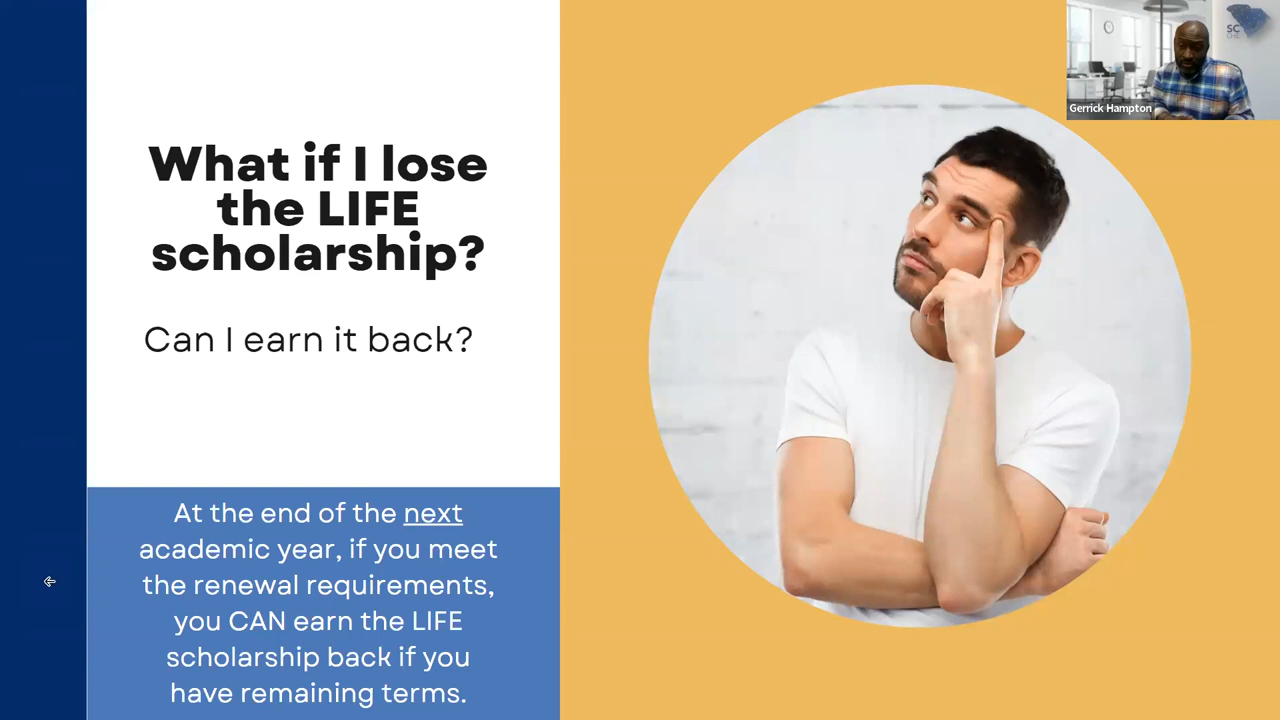 What if I lose
the LIFE
scholarship?
Can I earn it back?
At the end of the next
academic year, if you meet
the renewal requirements,
you CAN earn the LIFE
scholarship back if you
have remaining terms.
Gerrick Hampton
SC